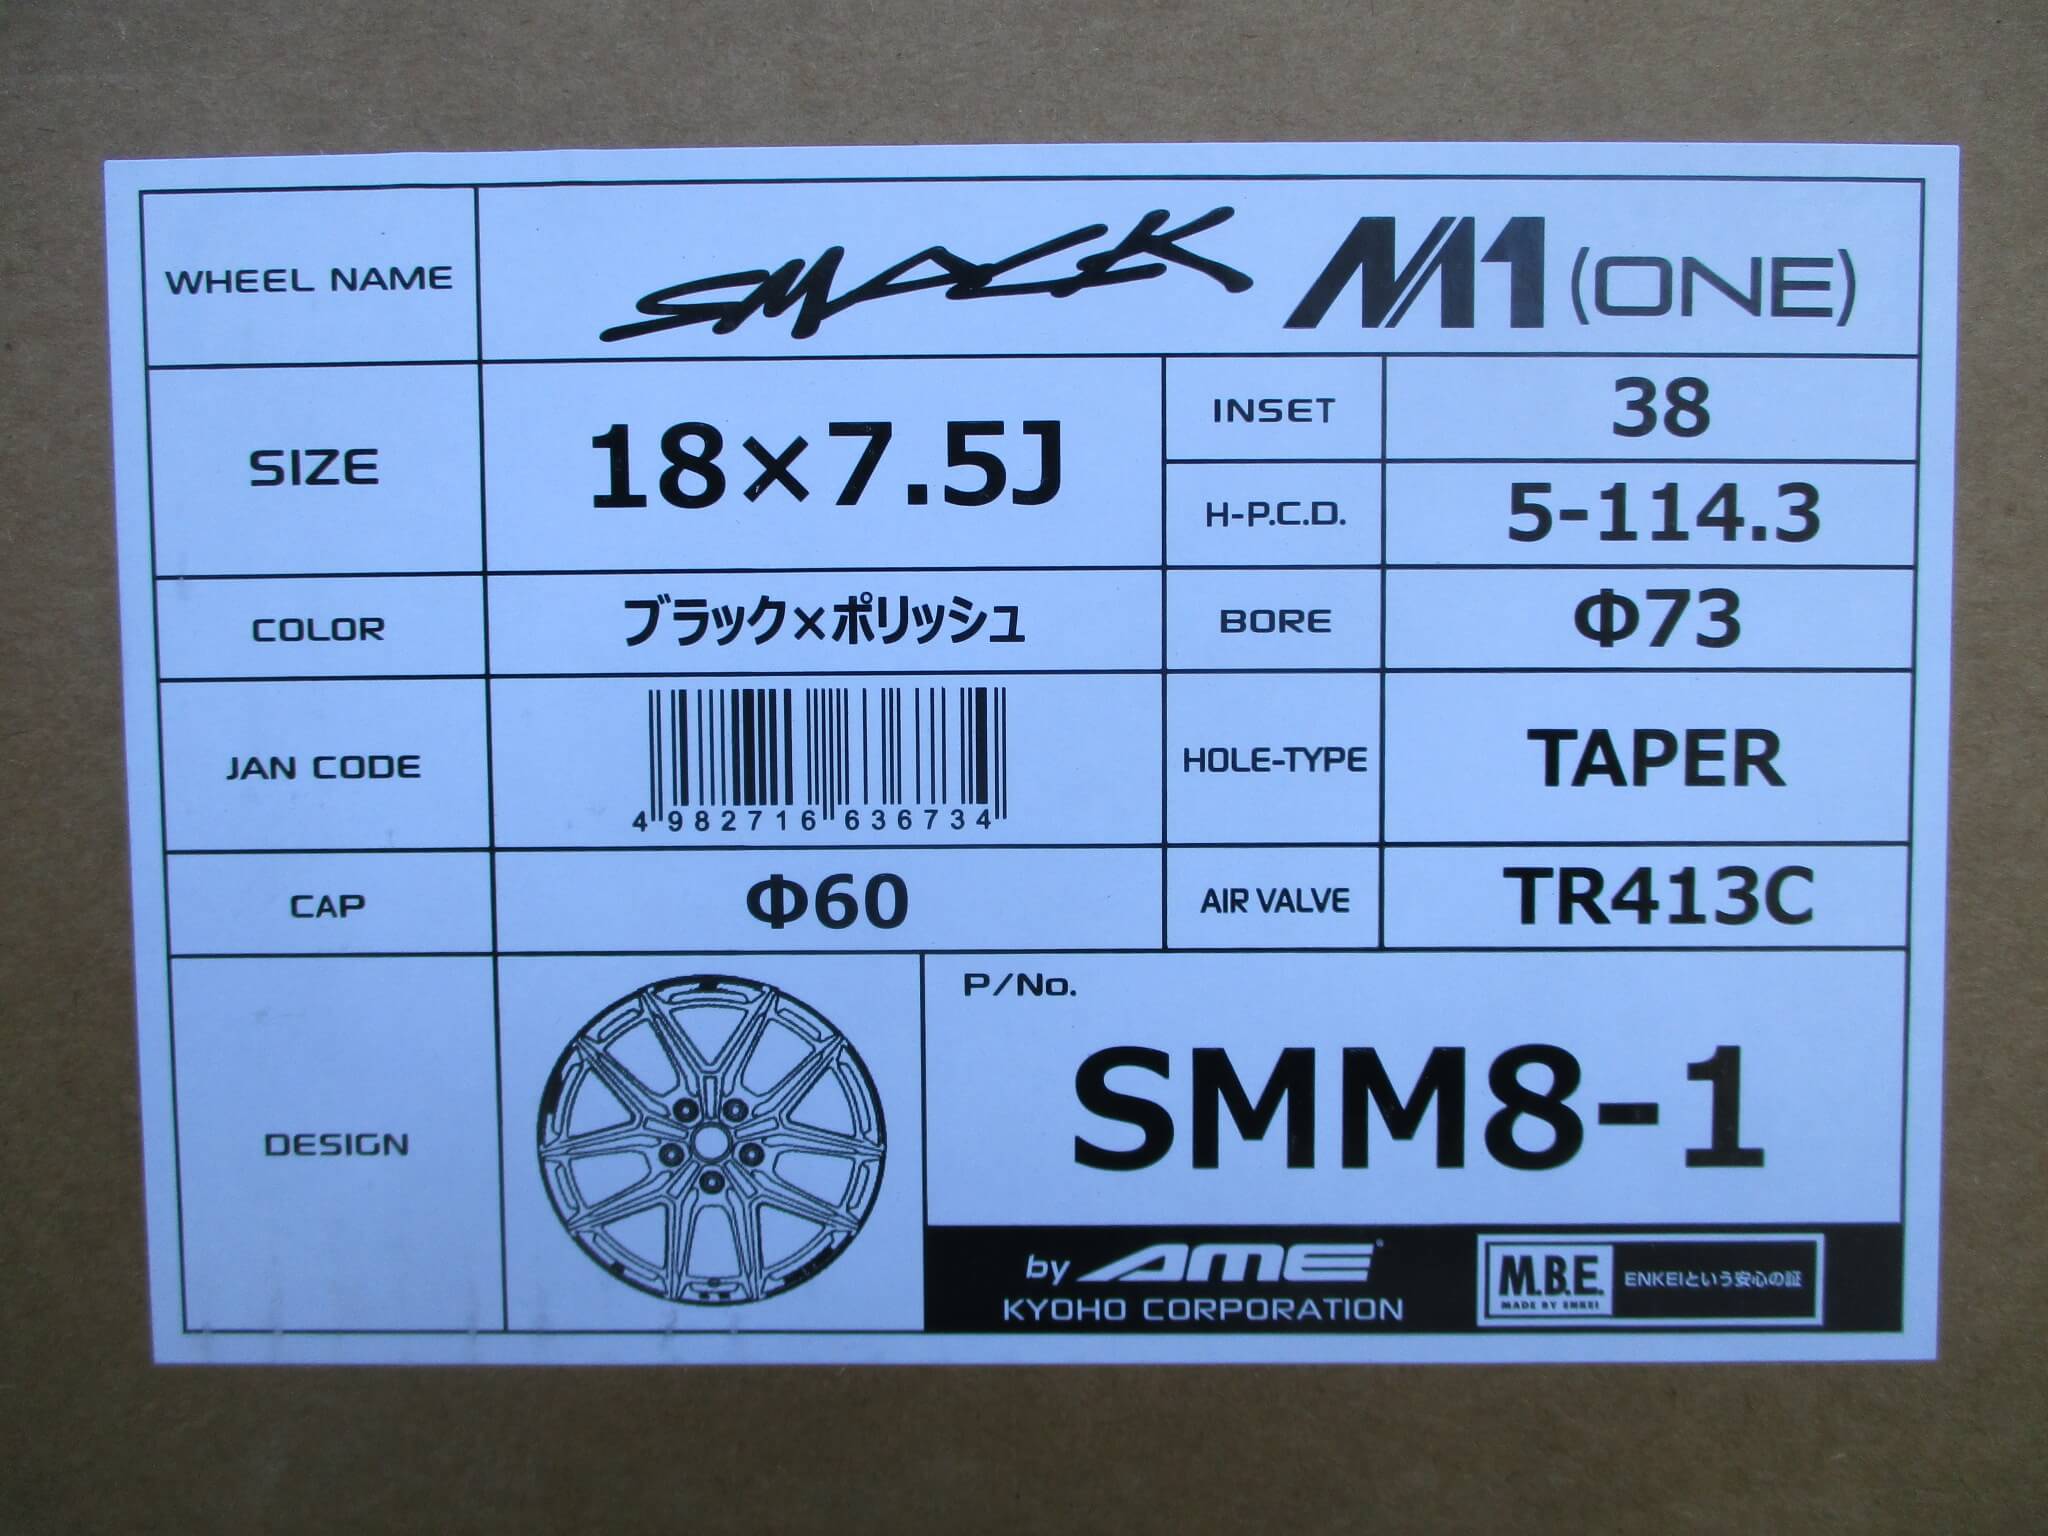 WHEEL NAME SMACK M1 (ONE)
SIZE 18×7.5J INSET 38
H-P.C.D. 5-114.3
COLOR ブラック×ポリッシュ BORE Φ73
JAN CODE 4982716636734 HOLE-TYPE TAPER
CAP Φ60 AIR VALVE TR413C
DESIGN
P/No.
SMM8-1
by AME
KYOHO CORPORATION
M.B.E.
MADE BY ENKEI
ENKEIという安心の証